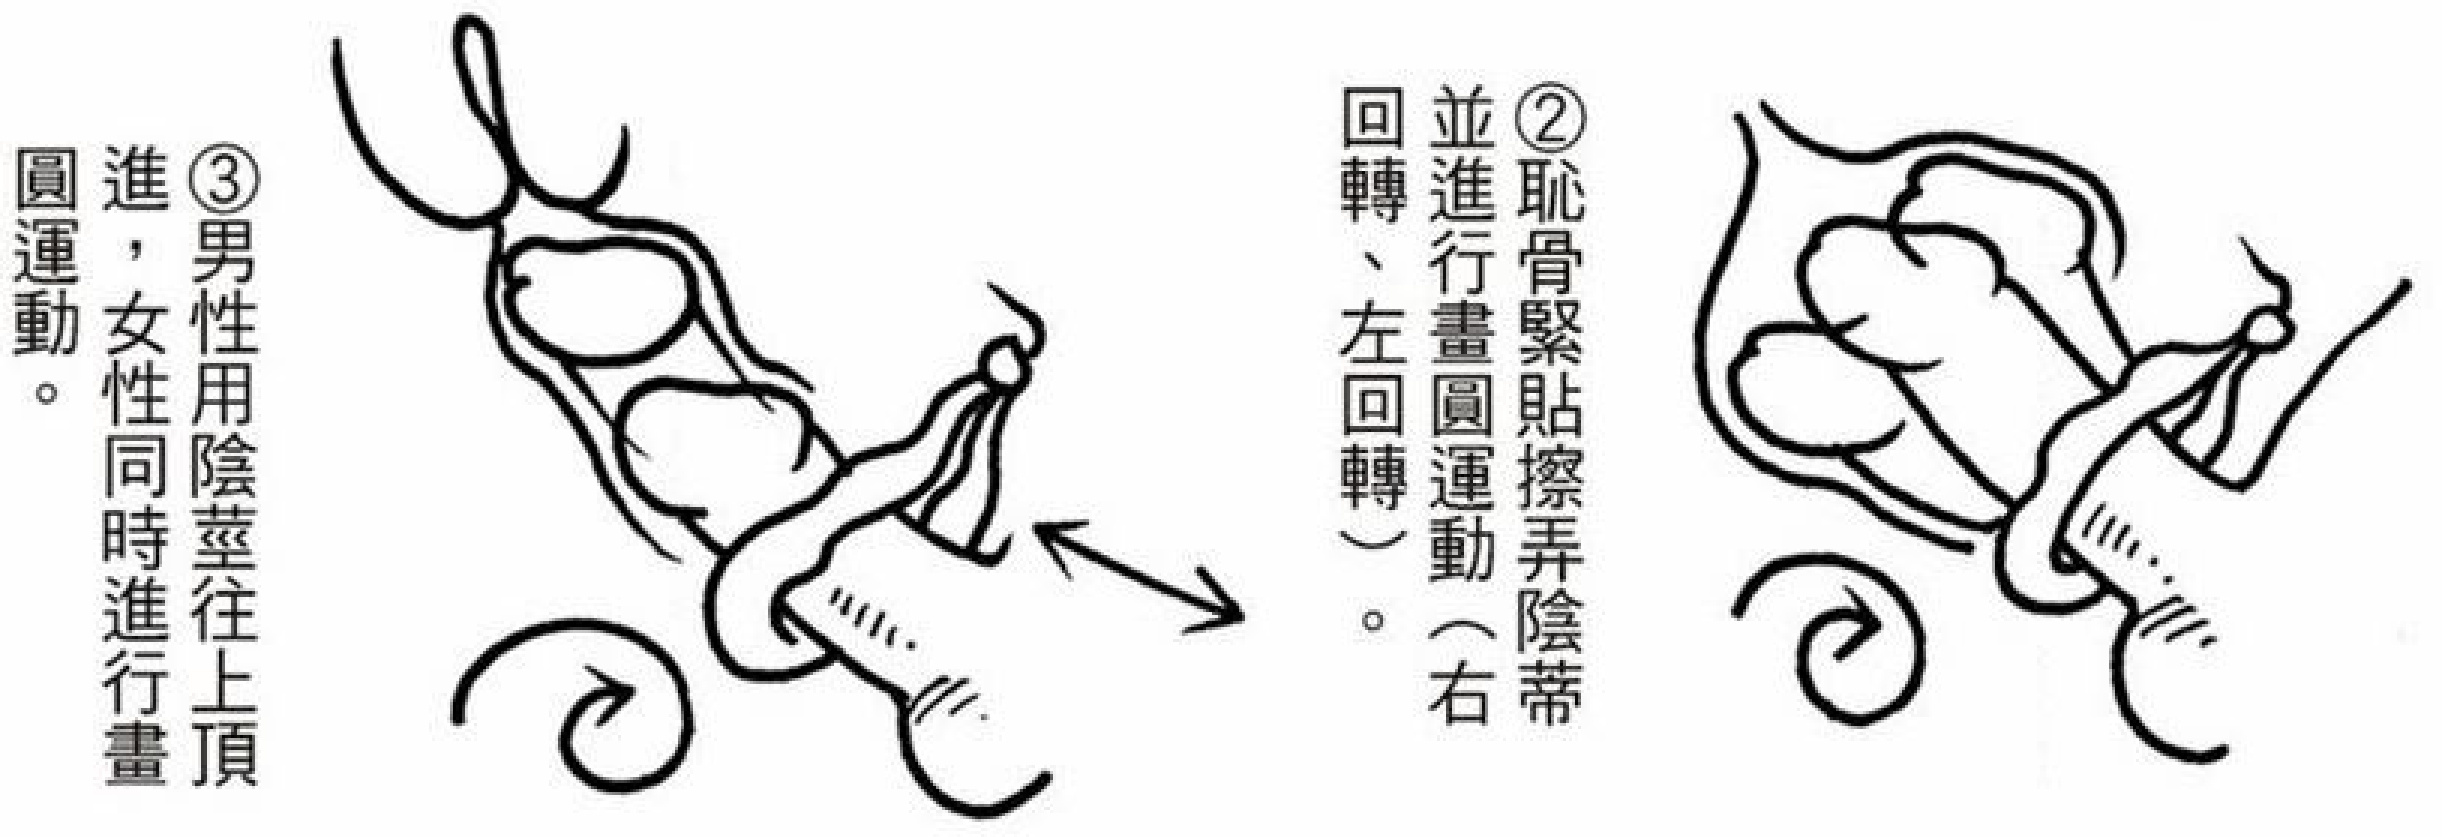 ②恥骨緊貼擦弄陰蒂
並進行畫圓運動（右
回轉、左回轉）。
③男性用陰莖往上頂
進，女性同時進行畫
圓運動。